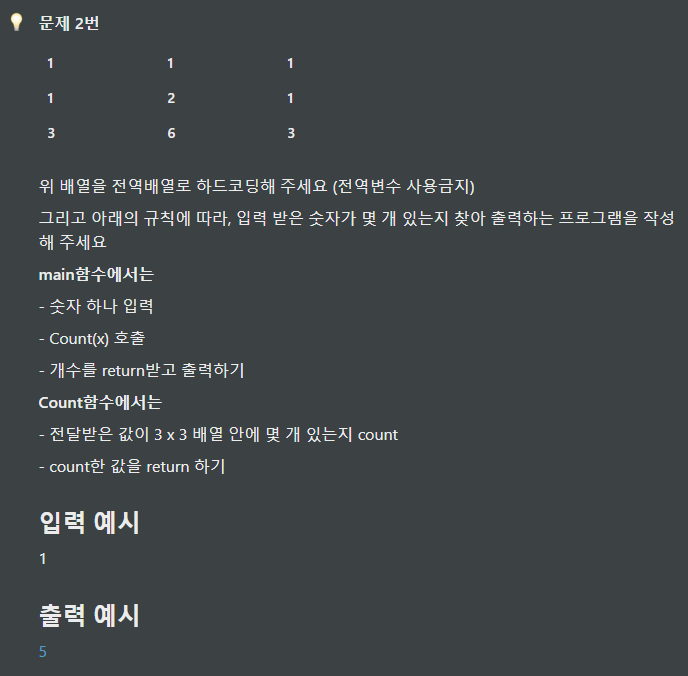 문제 2번
1 1 1
1 2 1
3 6 3
위 배열을 전역배열로 하드코딩해 주세요 (전역변수 사용금지)
그리고 아래의 규칙에 따라, 입력 받은 숫자가 몇 개 있는지 찾아 출력하는 프로그램을 작성
해 주세요
main함수에서는
- 숫자 하나 입력
- Count(x) 호출
- 개수를 return받고 출력하기
Count함수에서는
- 전달받은 값이 3 x 3 배열 안에 몇 개 있는지 count
- count한 값을 return 하기
입력 예시
1
출력 예시
5